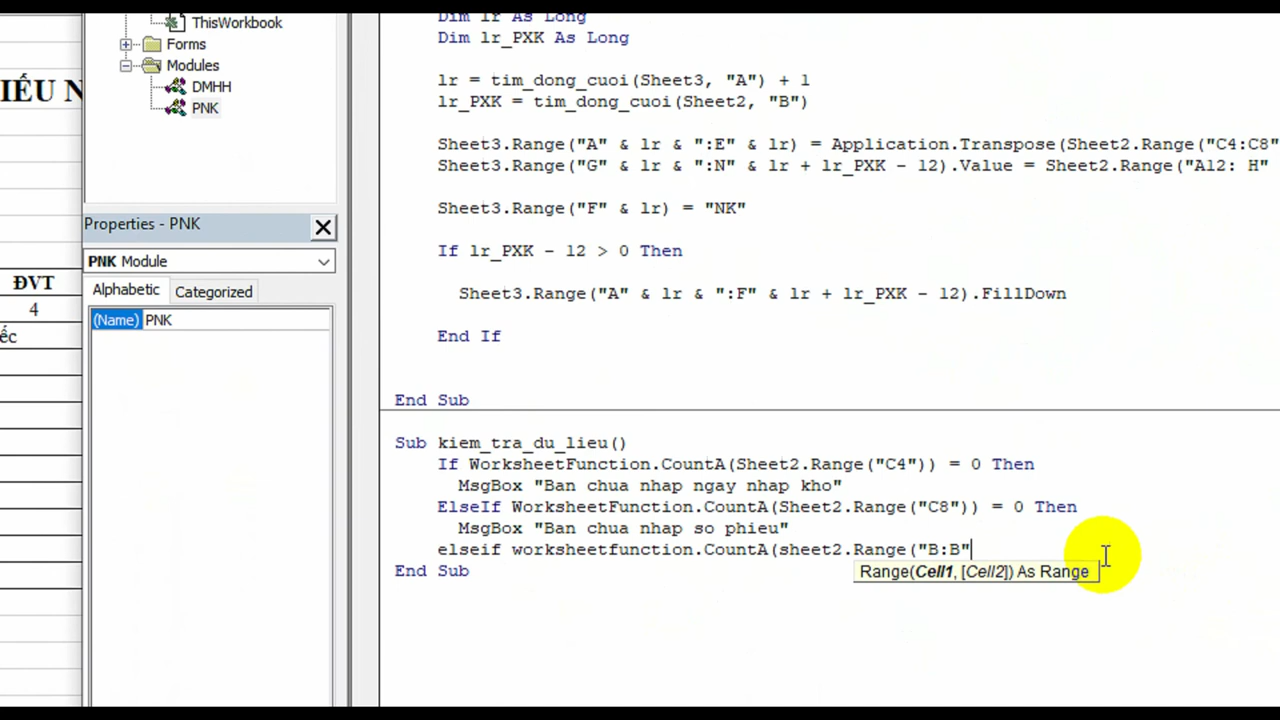 IẾU N
ĐVT
4
ếc
ThisWorkbook
Forms
Modules
DMHH
PNK
Properties - PNK
PNK Module
Alphabetic Categorized
(Name) PNK
Dim lr As Long
Dim lr_PXK As Long
lr = tim_dong_cuoi(Sheet3, "A") + 1
lr_PXK = tim_dong_cuoi(Sheet2, "B")
Sheet3.Range("A" & lr & ":E" & lr) = Application.Transpose(Sheet2.Range("C4:C8"
Sheet3.Range("G" & lr & ":N" & lr + lr_PXK - 12).Value = Sheet2.Range("A12: H"
Sheet3.Range("F" & lr) = "NK"
If lr_PXK - 12 > 0 Then
Sheet3.Range("A" & lr & ":F" & lr + lr_PXK - 12).FillDown
End If
End Sub
Sub kiem_tra_du_lieu()
If WorksheetFunction.CountA(Sheet2.Range("C4")) = 0 Then
MsgBox "Ban chua nhap ngay nhap kho"
ElseIf WorksheetFunction.CountA(Sheet2.Range("C8")) = 0 Then
MsgBox "Ban chua nhap so phieu"
elseif worksheetfunction.CountA(sheet2.Range("B:B"
Range(Cell1, [Cell2]) As Range
End Sub